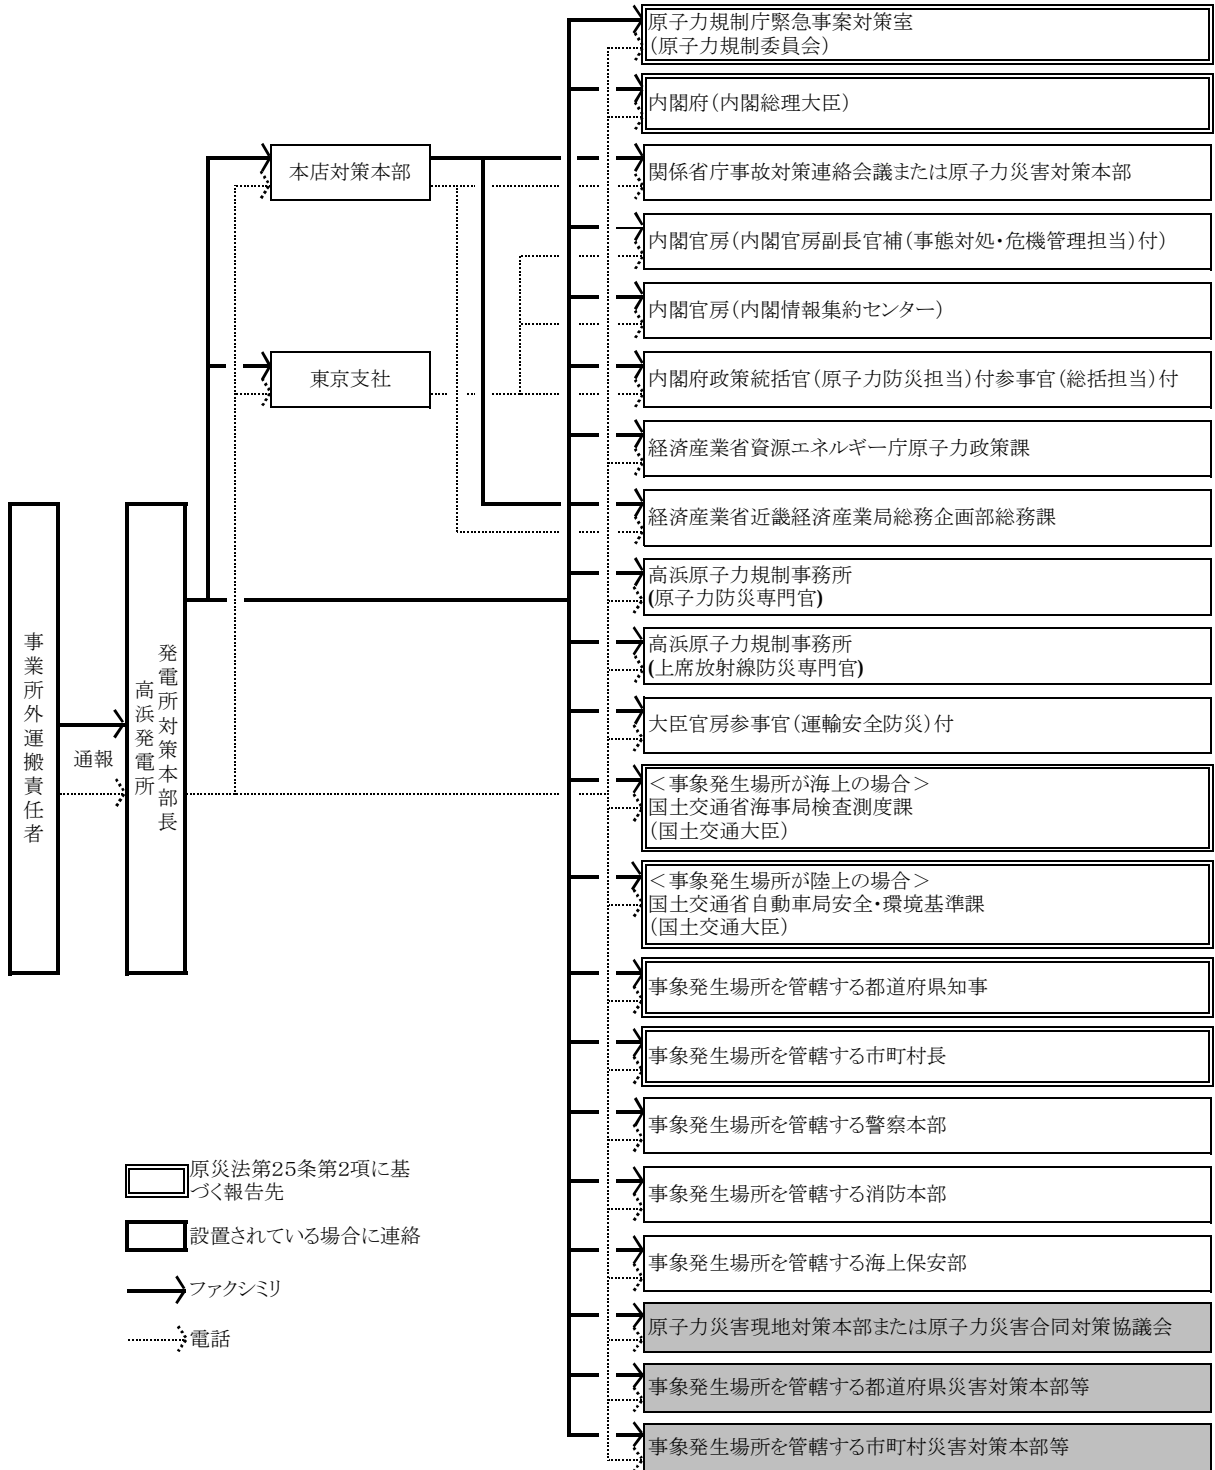 原子力規制庁緊急事案対策室
(原子力規制委員会)
内閣府(内閣総理大臣)
本店対策本部
関係省庁事故対策連絡会議または原子力災害対策本部
内閣官房(内閣官房副長官補(事態対処・危機管理担当)付)
内閣官房(内閣情報集約センター)
東京支社
内閣府政策統括官(原子力防災担当)付参事官(総括担当)付
経済産業省資源エネルギー庁原子力政策課
経済産業省近畿経済産業局総務企画部総務課
高浜原子力規制事務所
(原子力防災専門官)
高浜原子力規制事務所
(上席放射線防災専門官)
事業所外運搬責任者
通報
発電所対策本部長
高浜発電所
大臣官房参事官(運輸安全防災)付
<事象発生場所が海上の場合>
国土交通省海事局検査測度課
(国土交通大臣)
<事象発生場所が陸上の場合>
国土交通省自動車局安全・環境基準課
(国土交通大臣)
事象発生場所を管轄する都道府県知事
事象発生場所を管轄する市町村長
事象発生場所を管轄する警察本部
事象発生場所を管轄する消防本部
事象発生場所を管轄する海上保安部
原子力災害現地対策本部または原子力災害合同対策協議会
事象発生場所を管轄する都道府県災害対策本部等
事象発生場所を管轄する市町村災害対策本部等
原災法第25条第2項に基
づく報告先
設置されている場合に連絡
ファクシミリ
電話